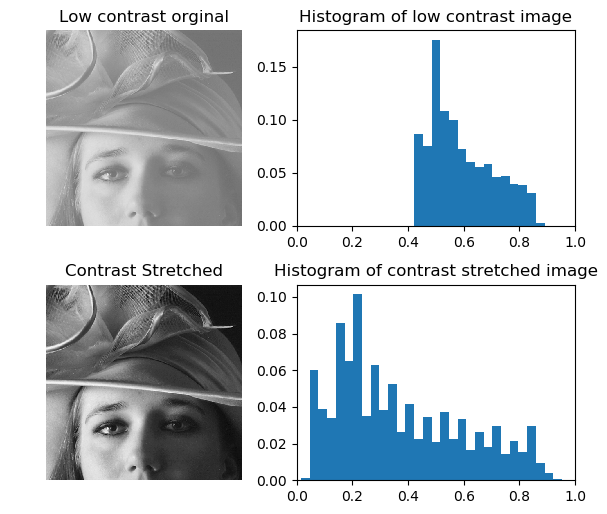 Low contrast orginal
Histogram of low contrast image
0.15
0.10
0.05
0.00
0.0 0.2 0.4 0.6 0.8 1.0
Contrast Stretched
Histogram of contrast stretched image
0.10
0.08
0.06
0.04
0.02
0.00
0.0 0.2 0.4 0.6 0.8 1.0